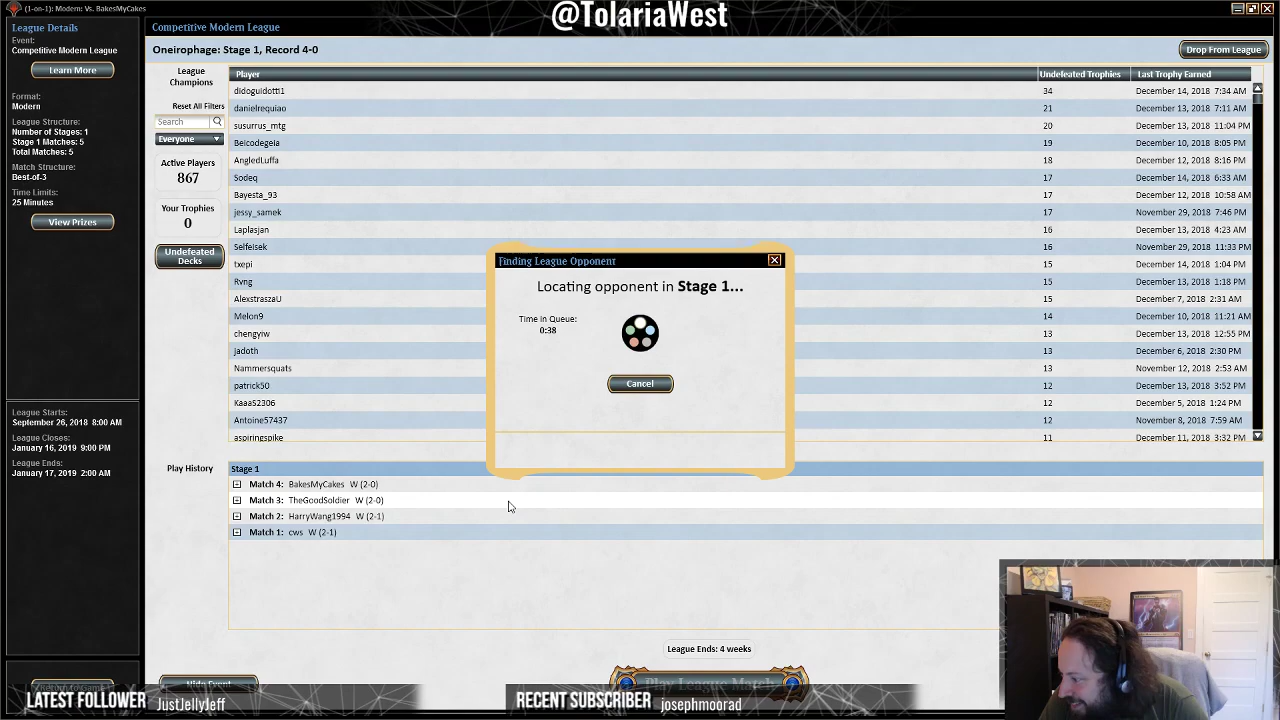 (1-on-1): Modern: Vs. BakesMyCakes
@TolariaWest
League Details
Event:
Competitive Modern League
Learn More
Format:
Modern
League Structure:
Number of Stages: 1
Stage 1 Matches: 5
Total Matches: 5
Match Structure:
Best-of-3
Time Limits:
25 Minutes
View Prizes
League Starts:
September 26, 2018 8:00 AM
League Closes:
January 16, 2019 9:00 PM
League Ends:
January 17, 2019 2:00 AM
Competitive Modern League
Oneirophage: Stage 1, Record 4-0
Drop From League
League Champions
Reset All Filters
Search
Everyone
Active Players
867
Your Trophies
0
Undefeated Decks
Player Undefeated Trophies Last Trophy Earned
didoguidotti1 34 December 14, 2018 7:34 AM
danielrequiao 21 December 13, 2018 7:11 AM
susurrus_mtg 20 December 13, 2018 11:04 PM
Beicodegeia 19 December 10, 2018 8:05 PM
AngledLuffa 18 December 12, 2018 8:16 PM
Sodeq 17 December 14, 2018 6:33 AM
Bayesta_93 17 December 12, 2018 10:58 AM
jessy_samek 17 November 29, 2018 7:46 PM
Laplasjan 16 December 13, 2018 4:23 AM
Selfeisek 16 November 29, 2018 11:33 PM
txepi 15 December 14, 2018 1:04 PM
Rvng 15 December 13, 2018 1:18 PM
AlexstraszaU 15 December 7, 2018 2:31 AM
Melon9 14 December 10, 2018 11:21 AM
chengyiw 13 December 13, 2018 12:55 PM
Jadoth 13 December 6, 2018 2:30 PM
Nammersquats 13 November 12, 2018 2:53 AM
patrick50 12 December 13, 2018 3:52 PM
Kaaa52306 12 December 5, 2018 1:24 PM
Antoine57437 12 November 8, 2018 7:59 AM
aspiringspike 11 December 11, 2018 3:32 PM
Finding League Opponent
Locating opponent in Stage 1...
Time in Queue:
0:38
Cancel
Play History
Stage 1
Match 4: BakesMyCakes W (2-0)
Match 3: TheGoodSoldier W (2-0)
Match 2: HarryWang1994 W (2-1)
Match 1: cws W (2-1)
League Ends: 4 weeks
Return to Game
Hide Event
Play League Match
LATEST FOLLOWER JustJellyJeff
RECENT SUBSCRIBER josephmoorad